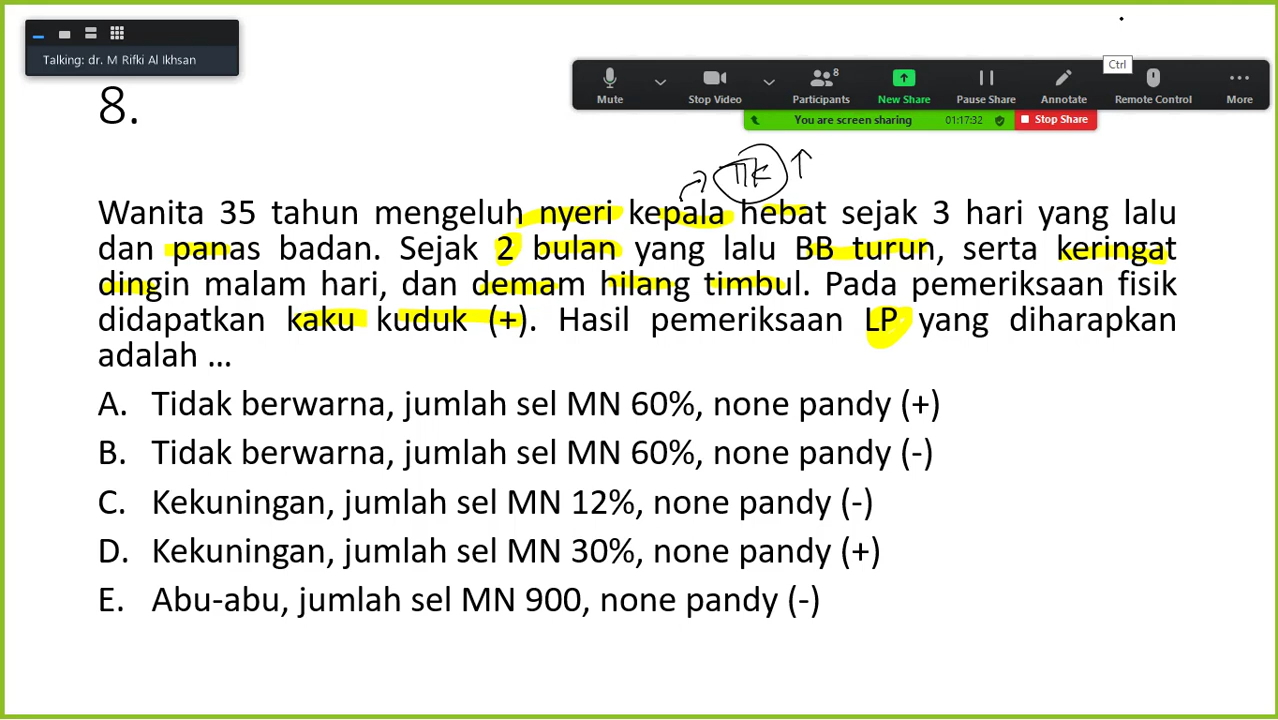 Talking: dr. M Rifki Al Ikhsan
Ctrl
8
Mute
Stop Video
Participants
New Share
Pause Share
Annotate
Remote Control
More
You are screen sharing
01:17:32
Stop Share
8.
TIK ↑
Wanita 35 tahun mengeluh nyeri kepala hebat sejak 3 hari yang lalu
dan panas badan. Sejak 2 bulan yang lalu BB turun, serta keringat
dingin malam hari, dan demam hilang timbul. Pada pemeriksaan fisik
didapatkan kaku kuduk (+). Hasil pemeriksaan LP yang diharapkan
adalah ...
A. Tidak berwarna, jumlah sel MN 60%, none pandy (+)
B. Tidak berwarna, jumlah sel MN 60%, none pandy (-)
C. Kekuningan, jumlah sel MN 12%, none pandy (-)
D. Kekuningan, jumlah sel MN 30%, none pandy (+)
E. Abu-abu, jumlah sel MN 900, none pandy (-)